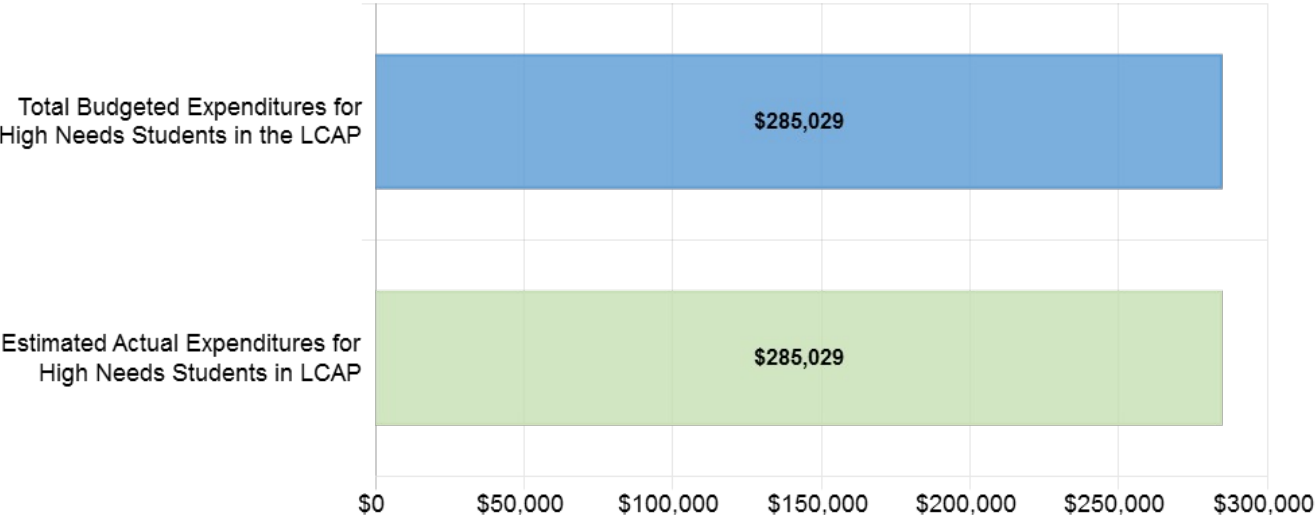 Total Budgeted Expenditures for
High Needs Students in the LCAP
$285,029
Estimated Actual Expenditures for
High Needs Students in LCAP
$285,029
$0
$50,000
$100,000
$150,000
$200,000
$250,000
$300,000